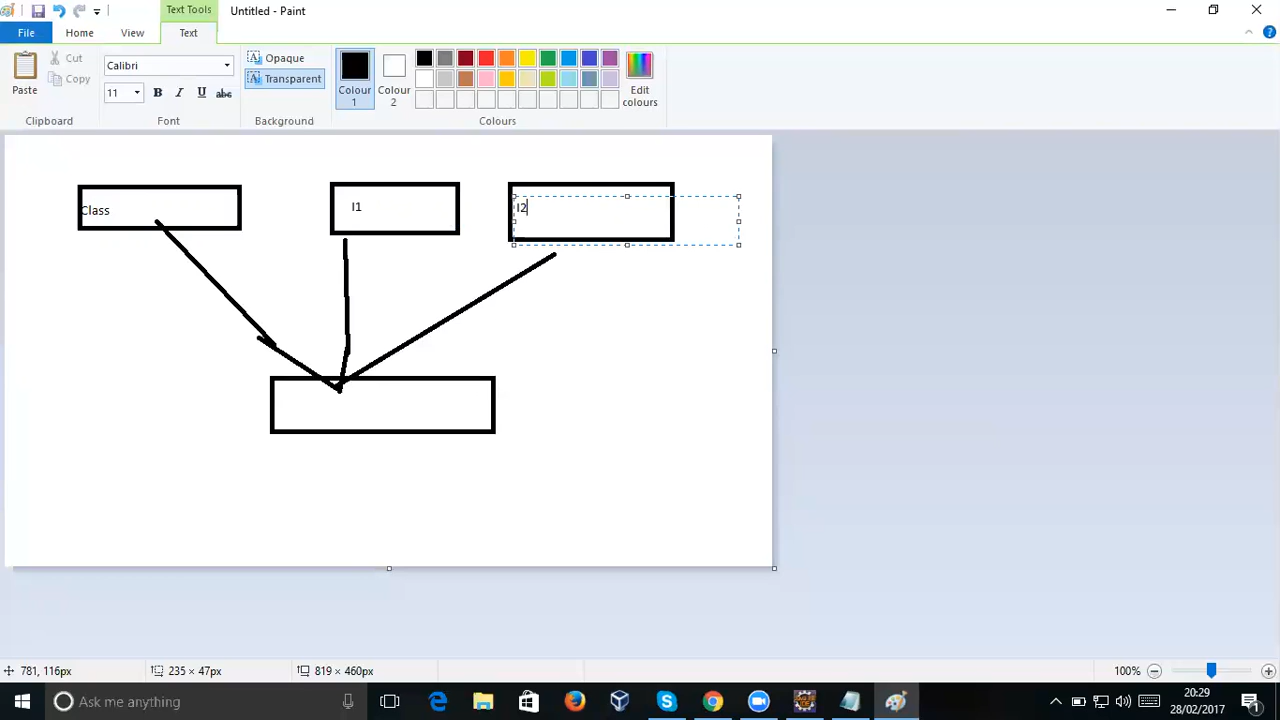 Text Tools
Untitled - Paint
File
Home
View
Text
Paste
Cut
Copy
Clipboard
Calibri
11
B I U abc
Font
Opaque
Transparent
Background
Colour 1
Colour 2
Edit colours
Colours
Class
I1
I2
781, 116px
235 × 47px
819 × 460px
100%
Ask me anything
20:29
28/02/2017
1